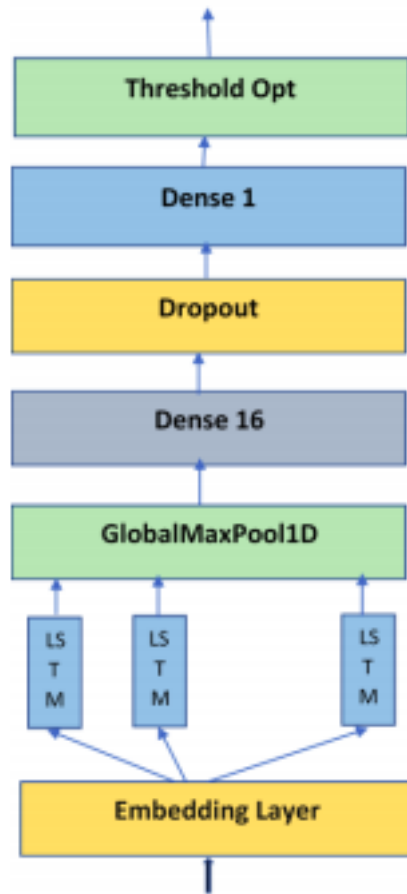 Threshold Opt
Dense 1
Dropout
Dense 16
GlobalMaxPool1D
LS
T
M
LS
T
M
LS
T
M
Embedding Layer